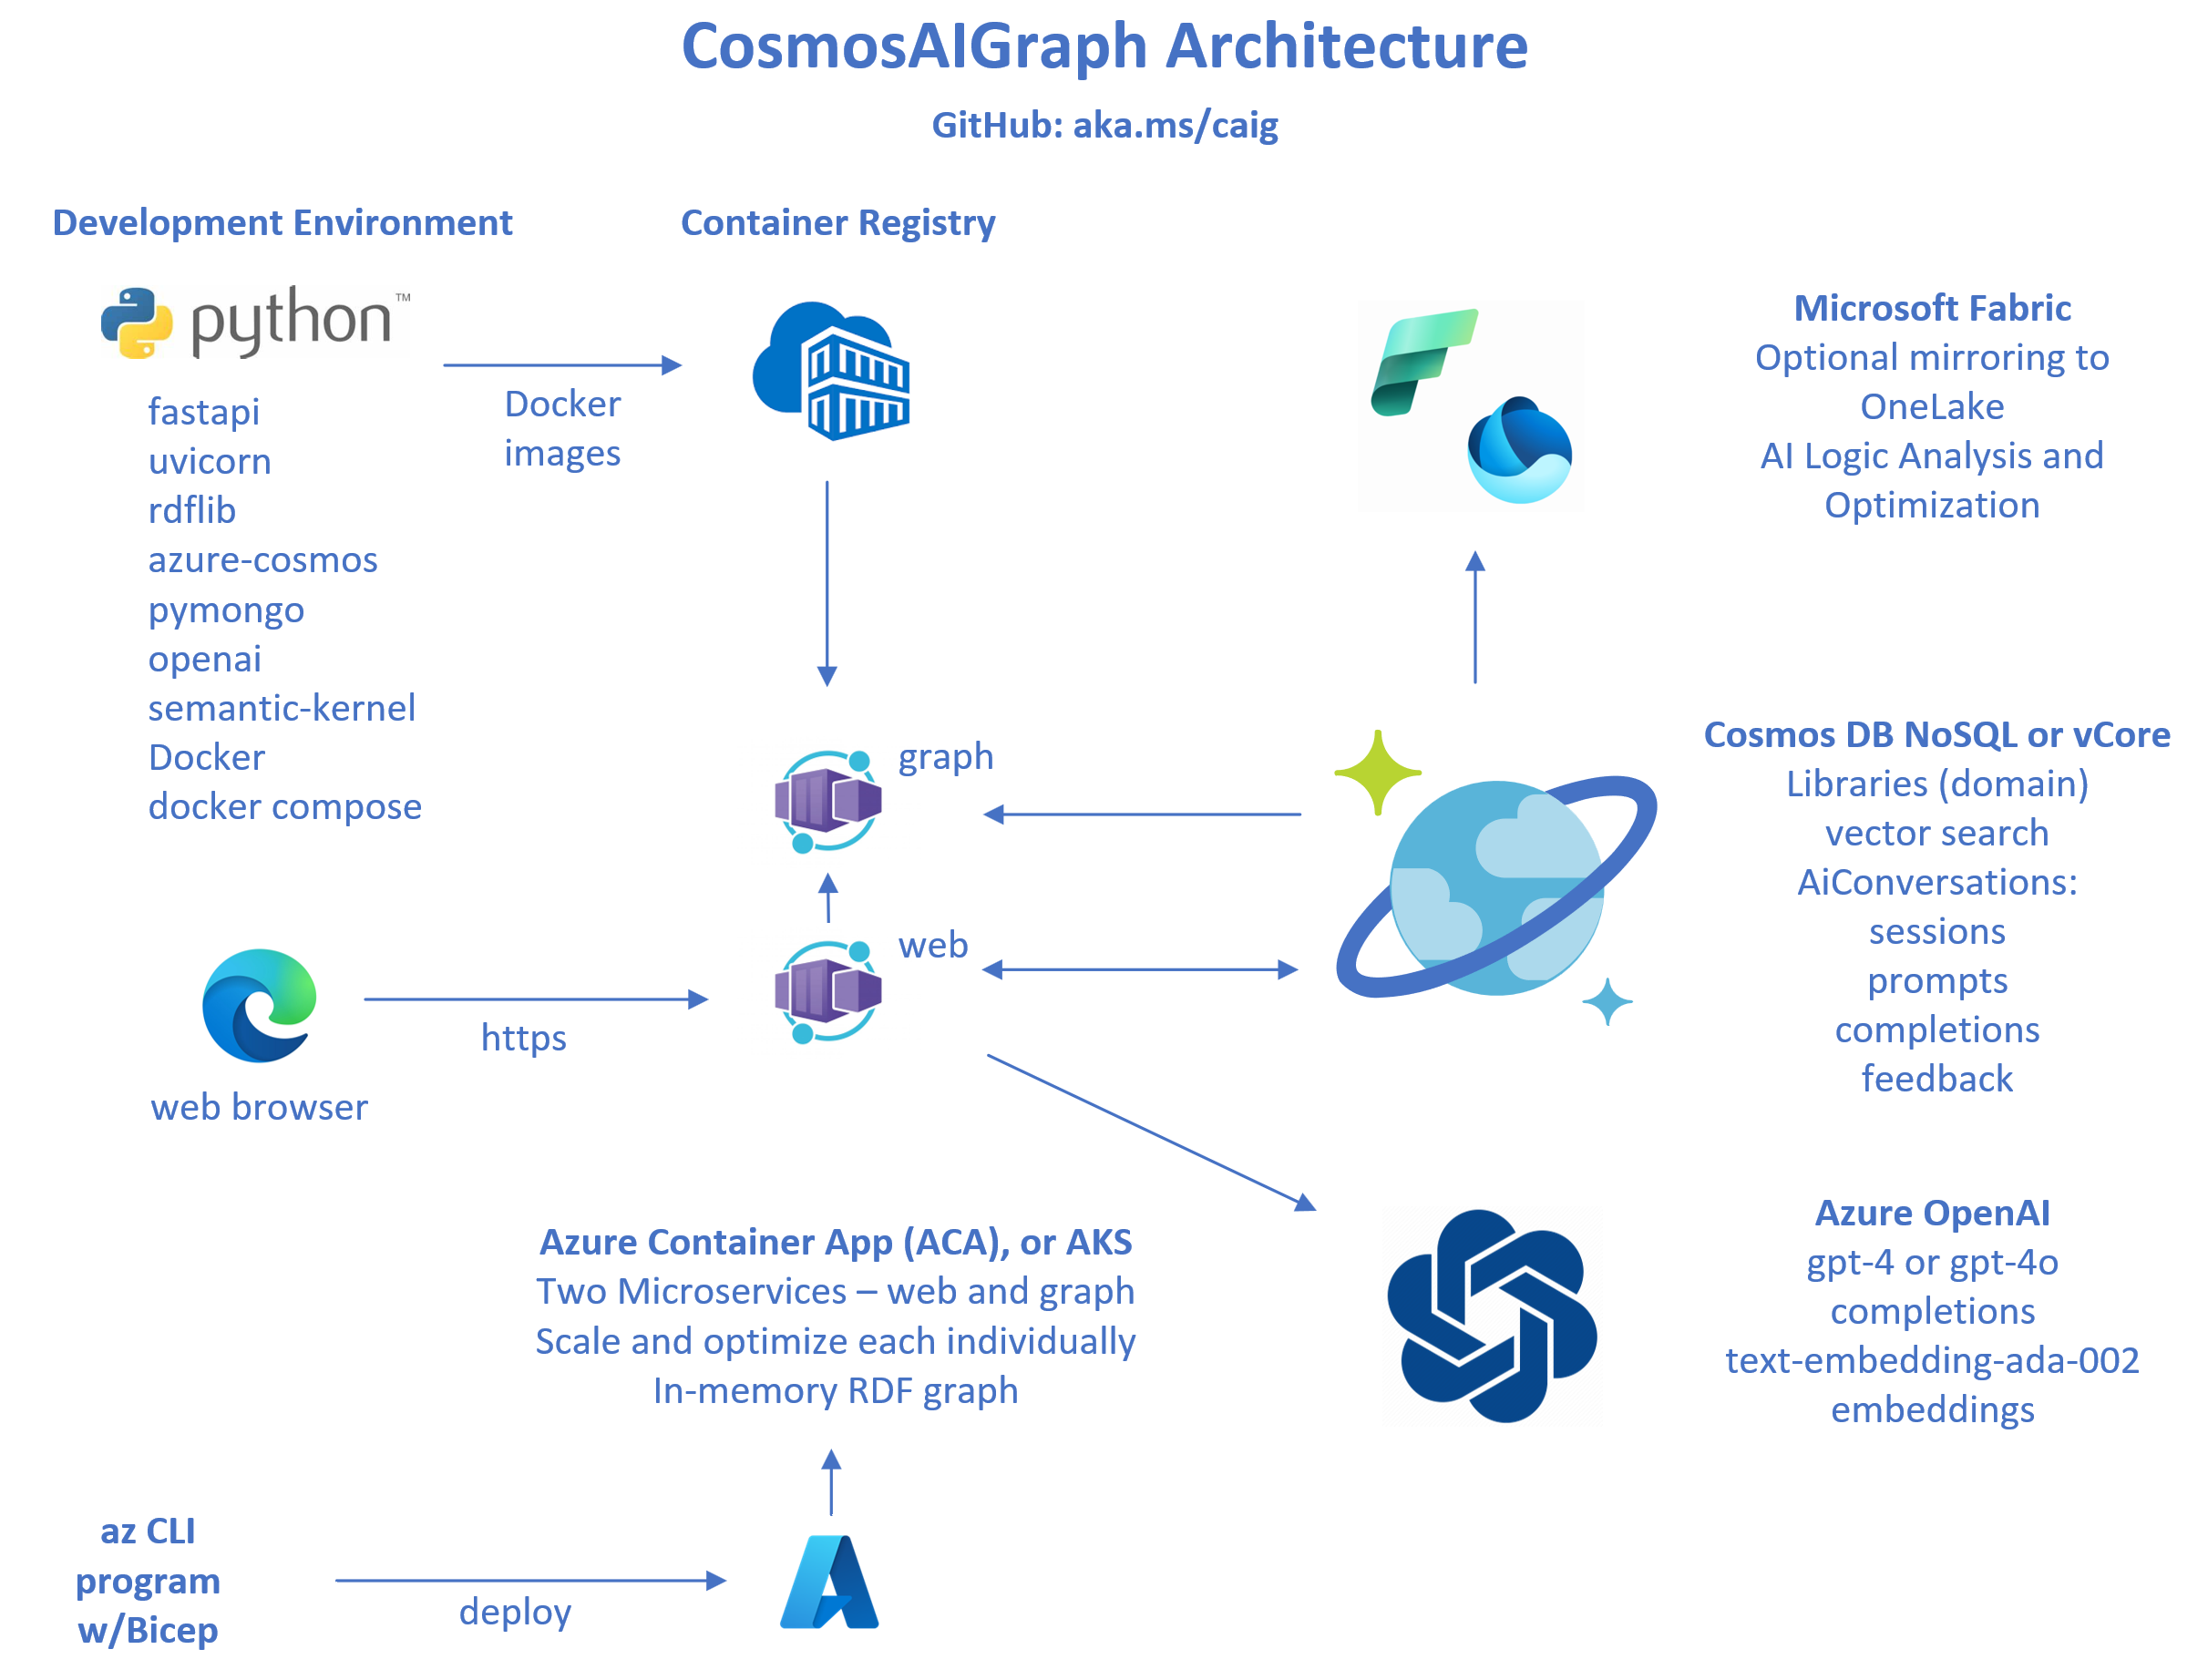 CosmosAIGraph Architecture
GitHub: aka.ms/caig
Development Environment
python™
fastapi
uvicorn
rdflib
azure-cosmos
pymongo
openai
semantic-kernel
Docker
docker compose
Docker
images
Container Registry
Microsoft Fabric
Optional mirroring to
OneLake
AI Logic Analysis and
Optimization
graph
web
Cosmos DB NoSQL or vCore
Libraries (domain)
vector search
AiConversations:
sessions
prompts
completions
feedback
https
web browser
Azure Container App (ACA), or AKS
Two Microservices – web and graph
Scale and optimize each individually
In-memory RDF graph
Azure OpenAI
gpt-4 or gpt-4o
completions
text-embedding-ada-002
embeddings
az CLI
program
w/Bicep
deploy